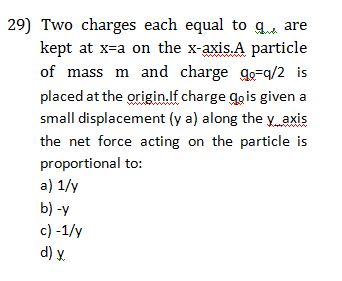 29) Two charges each equal to q , are
kept at x=a on the x-axis.A particle
of mass m and charge q₀=q/2 is
placed at the origin.If charge q₀ is given a
small displacement (y a) along the y axis
the net force acting on the particle is
proportional to:
a) 1/y
b) -y
c) -1/y
d) y